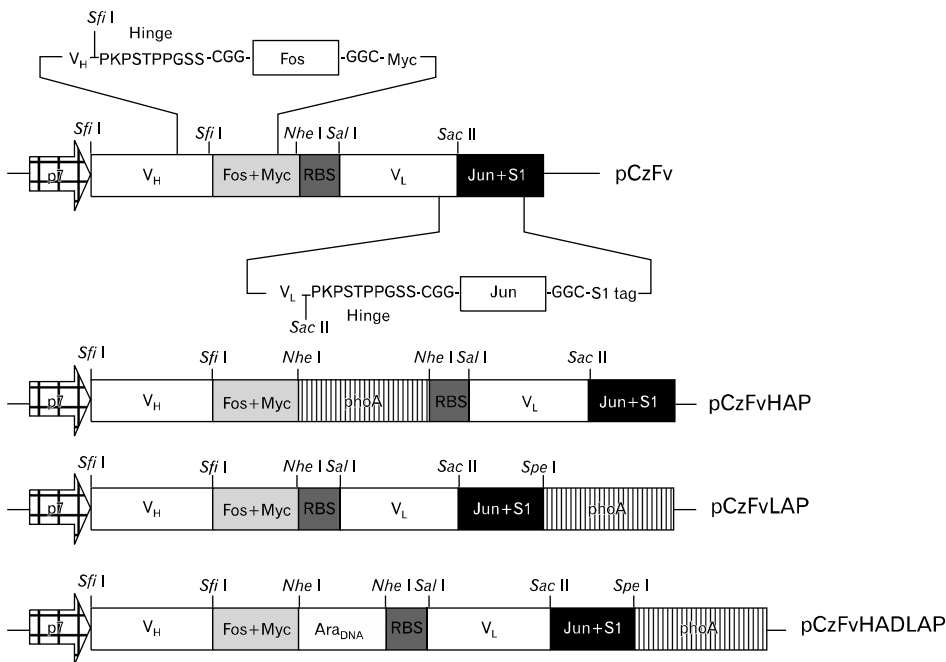 Sfi I
Hinge
VH PKPSTPPGSS-CGG- Fos -GGC-Myc
Sfi I Sfi I Nhe I Sal I Sac II
p7 VH Fos+Myc RBS VL Jun+S1 pCzFv
VL PKPSTPPGSS-CGG- Jun -GGC-S1 tag
Hinge
Sac II
Sfi I Sfi I Nhe I Nhe I Sal I Sac II
p7 VH Fos+Myc phoA RBS VL Jun+S1 pCzFvHAP
Sfi I Sfi I Nhe I Sal I Sac II Spe I
p7 VH Fos+Myc RBS VL Jun+S1 phoA pCzFvLAP
Sfi I Sfi I Nhe I Nhe I Sal I Sac II Spe I
p7 VH Fos+Myc AraDNA RBS VL Jun+S1 phoA pCzFvHADLAP